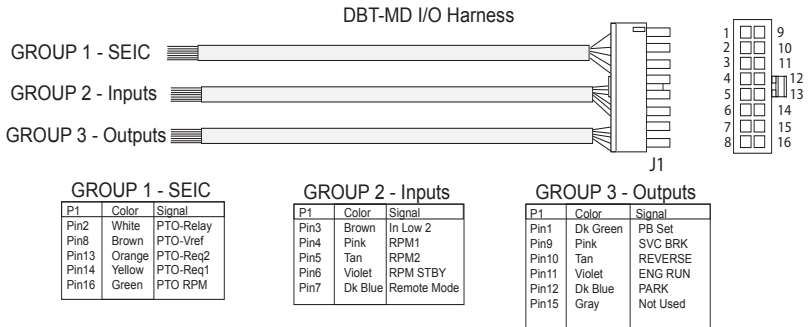 DBT-MD I/O Harness
GROUP 1 - SEIC
GROUP 2 - Inputs
GROUP 3 - Outputs
J1
1 9
2 10
3 11
4 12
5 13
6 14
7 15
8 16
GROUP 1 - SEIC
P1 Color Signal
Pin2 White PTO-Relay
Pin8 Brown PTO-Vref
Pin13 Orange PTO-Req2
Pin14 Yellow PTO-Req1
Pin16 Green PTO RPM
GROUP 2 - Inputs
P1 Color Signal
Pin3 Brown In Low 2
Pin4 Pink RPM1
Pin5 Tan RPM2
Pin6 Violet RPM STBY
Pin7 Dk Blue Remote Mode
GROUP 3 - Outputs
P1 Color Signal
Pin1 Dk Green PB Set
Pin9 Pink SVC BRK
Pin10 Tan REVERSE
Pin11 Violet ENG RUN
Pin12 Dk Blue PARK
Pin15 Gray Not Used